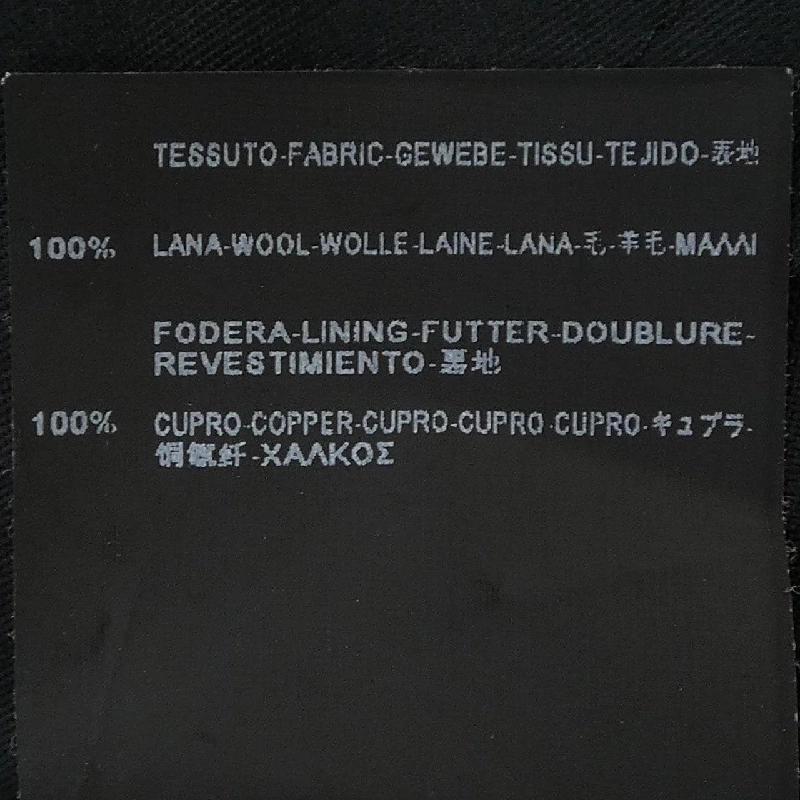 TESSUTO-FABRIC-GEWEBE-TISSU-TEJIDO-表地
100% LANA-WOOL-WOLLE-LAINE-LANA-毛-羊毛-ΜΑΛΛΙ
FODERA-LINING-FUTTER-DOUBLURE-
REVESTIMIENTO-裏地
100% CUPRO-COPPER-CUPRO-CUPRO-CUPRO-キュプラ-
铜氨纤-ΧΑΛΚΟΣ